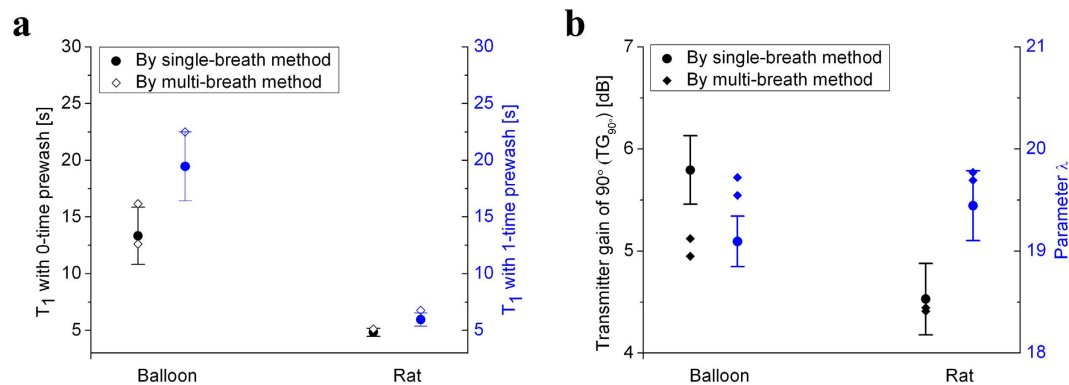 a
By single-breath method
By multi-breath method
T1 with 0-time prewash [s]
30
25
20
15
10
5
T1 with 1-time prewash [s]
30
25
20
15
10
5
Balloon
Rat
b
By single-breath method
By multi-breath method
Transmitter gain of 90° (TG90°) [dB]
7
6
5
4
Parameter λ
21
20
19
18
Balloon
Rat